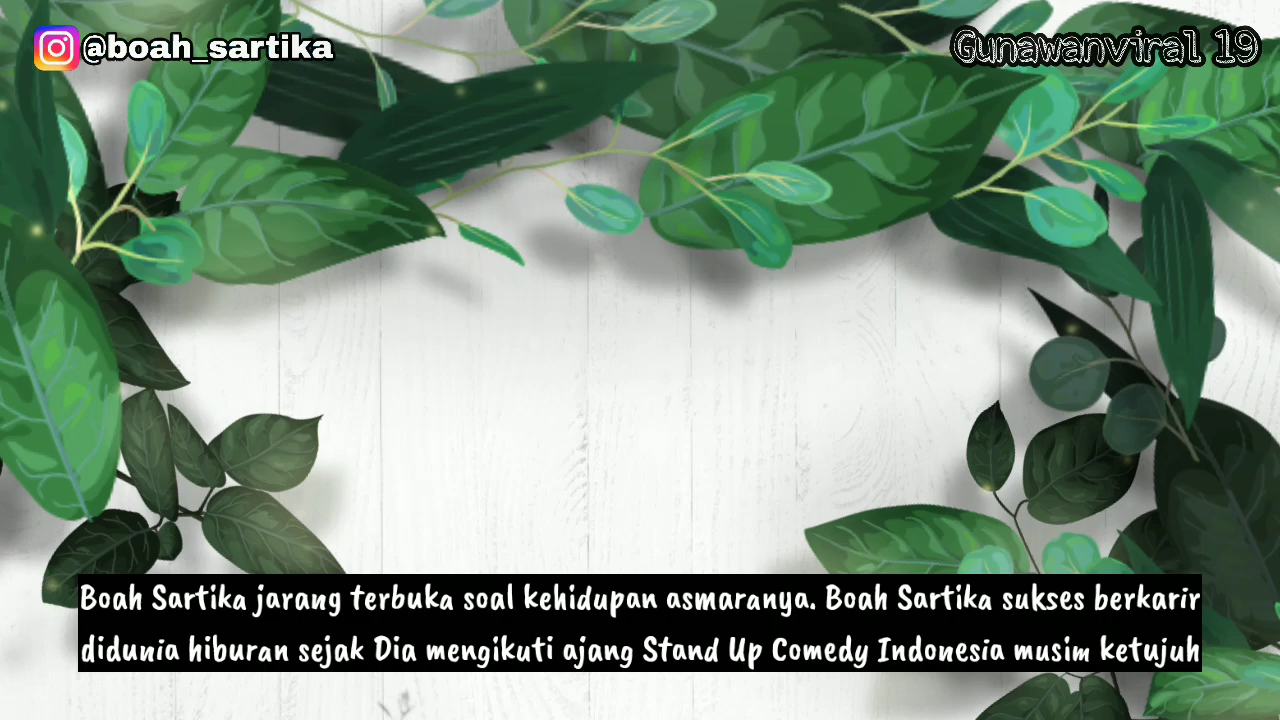 @boah_sartika
Gunawanviral 19
Boah Sartika jarang terbuka soal kehidupan asmaranya. Boah Sartika sukses berkarir
didunia hiburan sejak Dia mengikuti ajang Stand Up Comedy Indonesia musim ketujuh